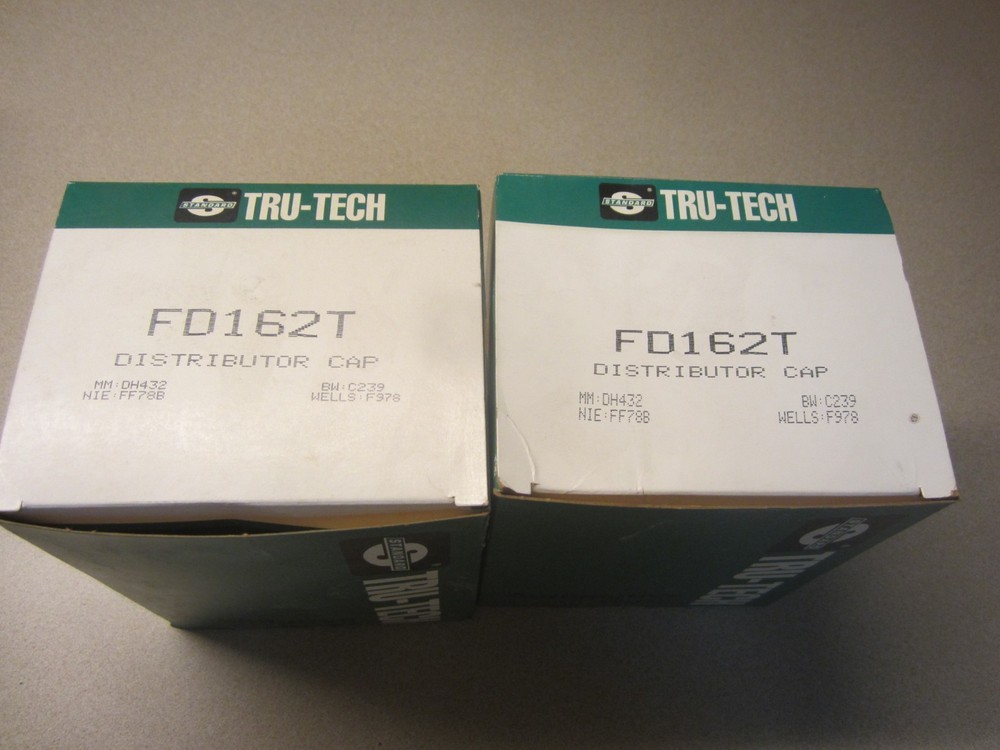 STANDARD TRU-TECH
FD162T
DISTRIBUTOR CAP
MM:DH432 BW:C239
NIE:FF78B WELLS:F978
STANDARD TRU-TECH
STANDARD TRU-TECH
FD162T
DISTRIBUTOR CAP
MM:DH432 BW:C239
NIE:FF78B WELLS:F978
TRU-TECH